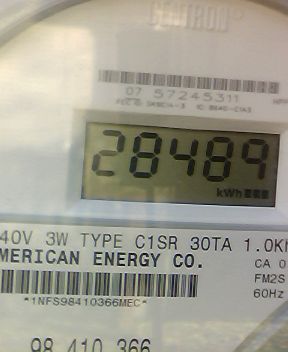 CENTRON®
07 57245311
28489
kWh
40V 3W TYPE C1SR 30TA 1.0K
MERICAN ENERGY CO.
CA 0
FM2S
60Hz
*1NFS98410366MEC*
98 410 366